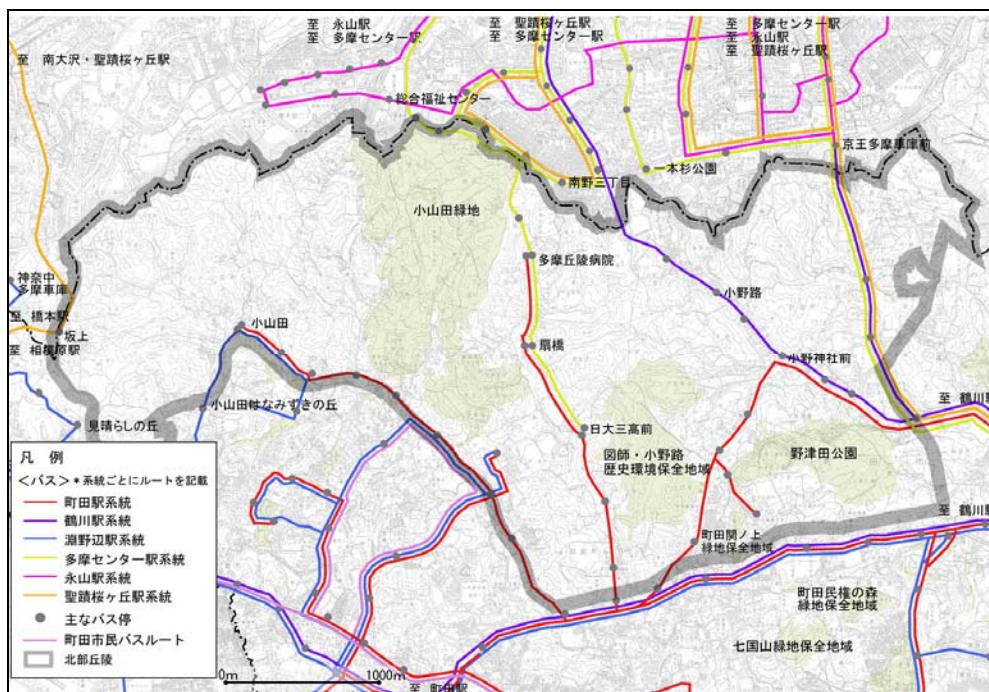 至 永山駅
至 多摩センター駅
至 聖蹟桜ヶ丘駅
至 多摩センター駅
至 多摩センター駅
至 永山駅
至 聖蹟桜ヶ丘駅
至 南大沢・聖蹟桜ヶ丘駅
総合福祉センター
京王多摩車庫前
一本杉公園
南野三丁目
小山田緑地
多摩丘陵病院
神奈中
多摩車庫
小野路
至 橋本駅
小山田
坂上
扇橋
至 相模原駅
小野神社前
小山田はなみずきの丘
至 鶴川駅
見晴らしの丘
日大三高前
図師・小野路
歴史環境保全地域
野津田公園
凡 例
<バス>*系統ごとにルートを記載
町田駅系統
鶴川駅系統
淵野辺駅系統
多摩センター駅系統
永山駅系統
聖蹟桜ヶ丘駅系統
主なバス停
町田市民バスルート
北部丘陵
至 鶴川駅
町田関ノ上
緑地保全地域
町田民権の森
緑地保全地域
七国山緑地保全地域
0m
1000m
至 町田駅